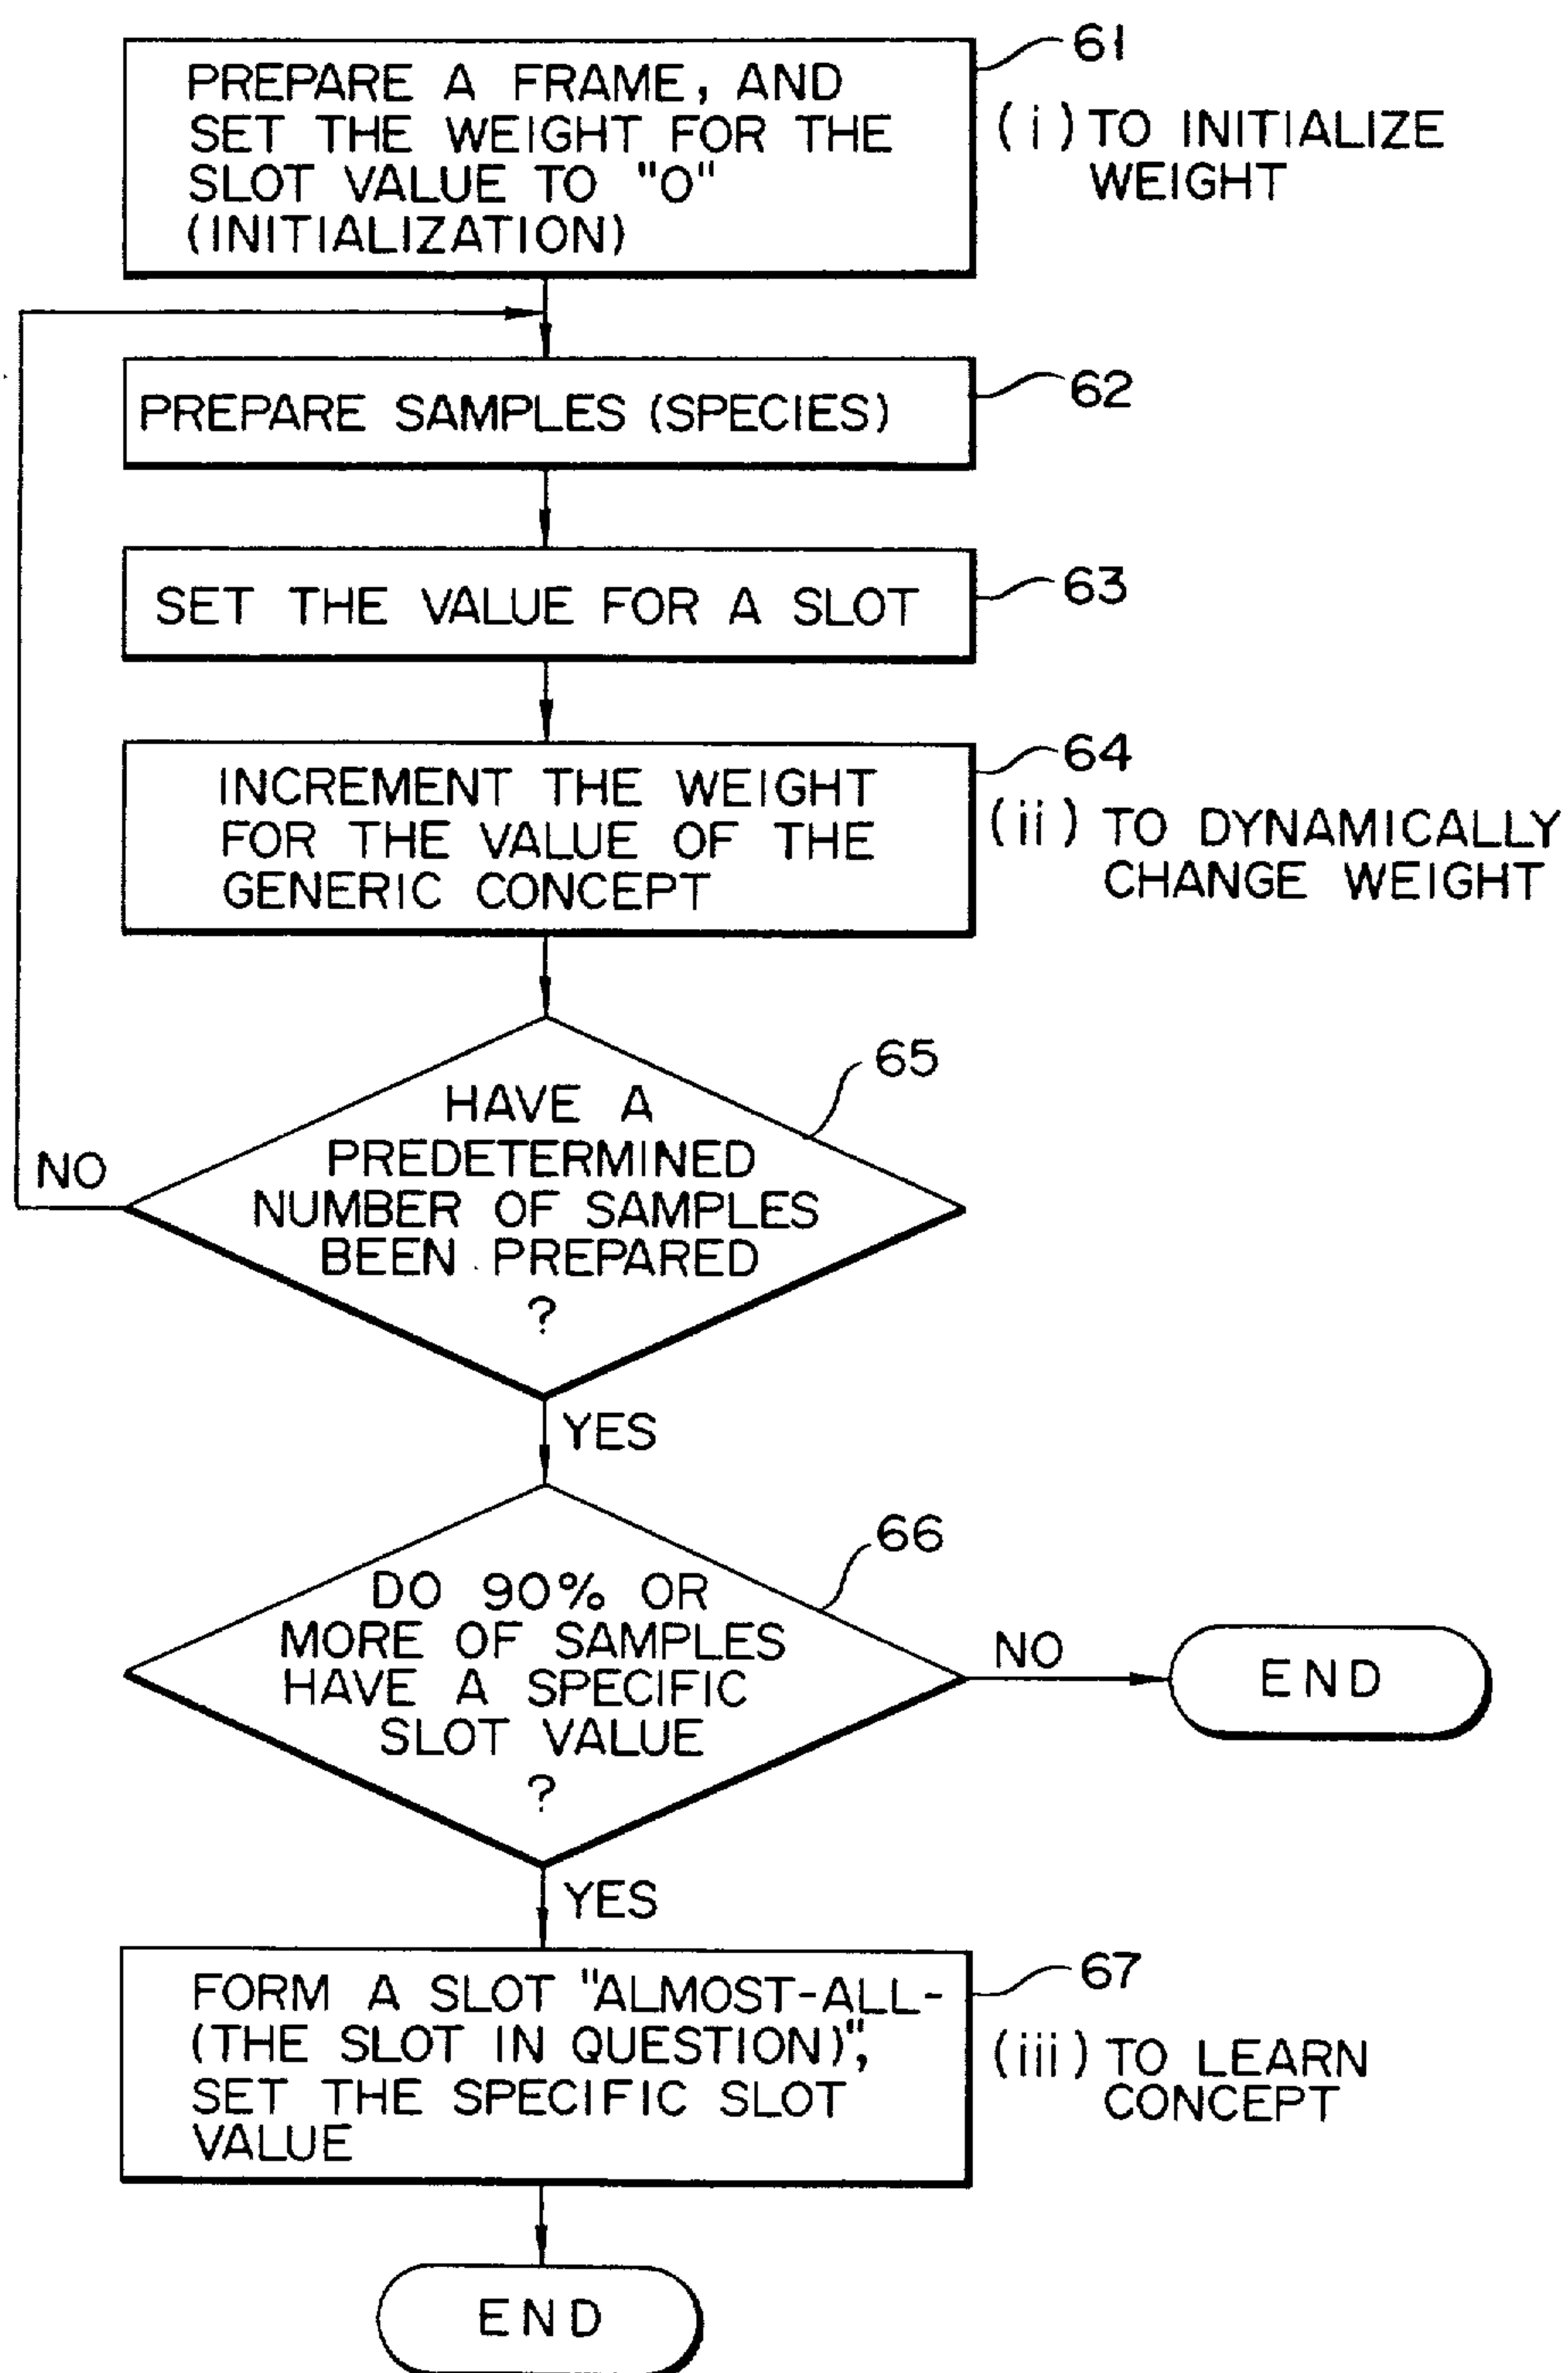 61
PREPARE A FRAME, AND
SET THE WEIGHT FOR THE
SLOT VALUE TO "0"
(INITIALIZATION)
(i) TO INITIALIZE
WEIGHT
62
PREPARE SAMPLES (SPECIES)
63
SET THE VALUE FOR A SLOT
64
INCREMENT THE WEIGHT
FOR THE VALUE OF THE
GENERIC CONCEPT
(ii) TO DYNAMICALLY
CHANGE WEIGHT
65
HAVE A
PREDETERMINED
NUMBER OF SAMPLES
BEEN PREPARED
?
NO
YES
66
DO 90% OR
MORE OF SAMPLES
HAVE A SPECIFIC
SLOT VALUE
?
NO
END
YES
67
FORM A SLOT "ALMOST-ALL-
(THE SLOT IN QUESTION)",
SET THE SPECIFIC SLOT
VALUE
(iii) TO LEARN
CONCEPT
END